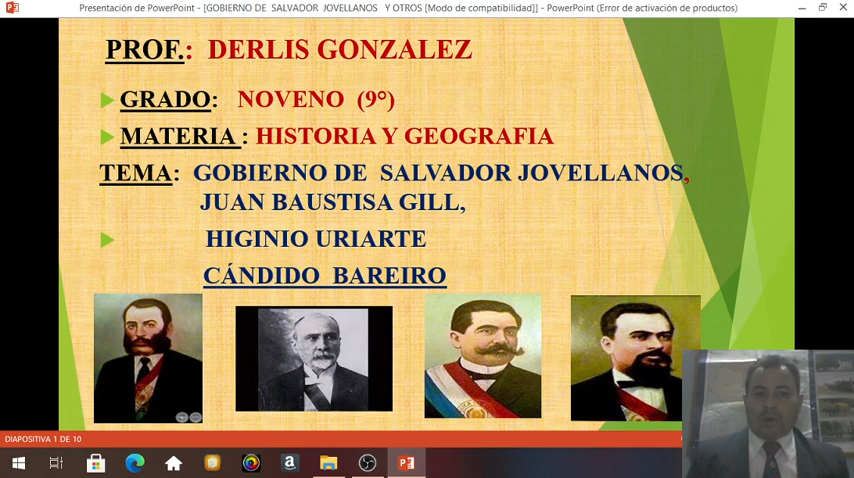 Presentación de PowerPoint - [GOBIERNO DE SALVADOR JOVELLANOS Y OTROS [Modo de compatibilidad]] - PowerPoint (Error de activación de productos)
PROF.: DERLIS GONZALEZ
GRADO: NOVENO (9°)
MATERIA : HISTORIA Y GEOGRAFIA
TEMA: GOBIERNO DE SALVADOR JOVELLANOS,
JUAN BAUSTISA GILL,
HIGINIO URIARTE
CÁNDIDO BAREIRO
DIAPOSITIVA 1 DE 10